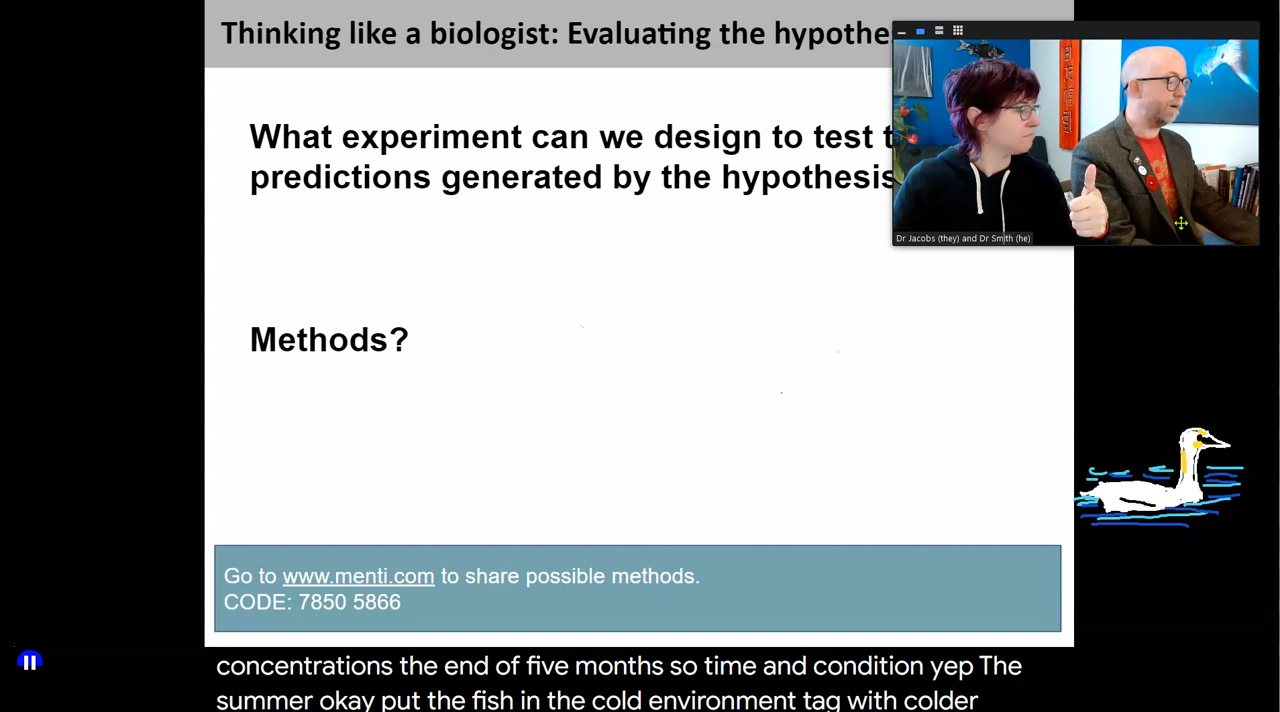 Thinking like a biologist: Evaluating the hypothe
What experiment can we design to test t
predictions generated by the hypothesis
Dr Jacobs (they) and Dr Smith (he)
Methods?
Go to www.menti.com to share possible methods.
CODE: 7850 5866
concentrations the end of five months so time and condition yep The
summer okay put the fish in the cold environment tag with colder